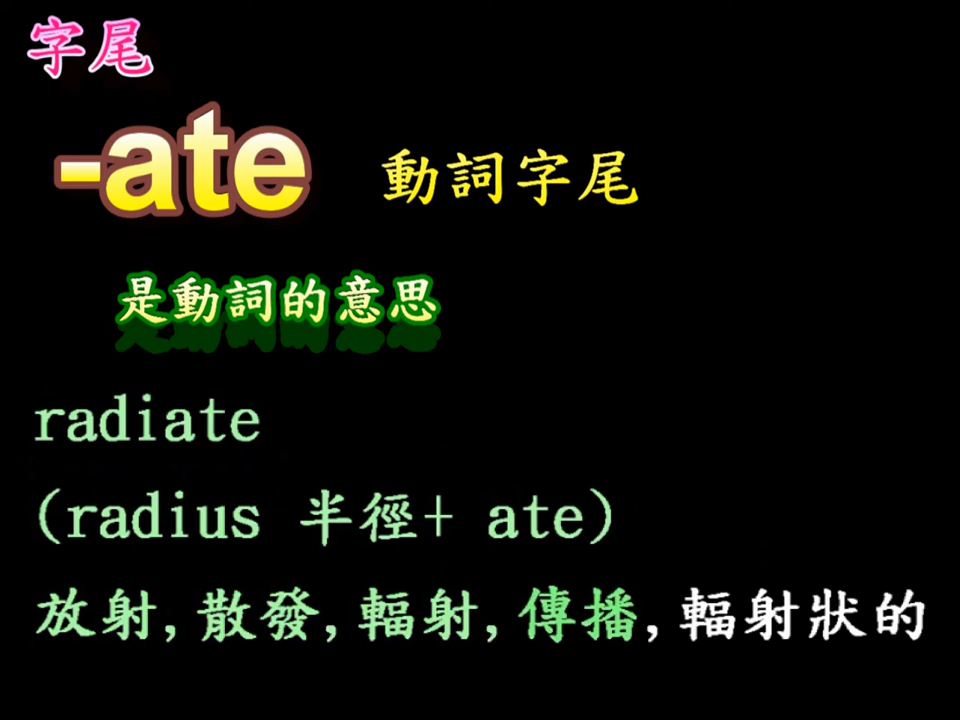 字尾
-ate 動詞字尾
是動詞的意思
radiate
(radius 半徑+ ate)
放射,散發,輻射,傳播,輻射狀的